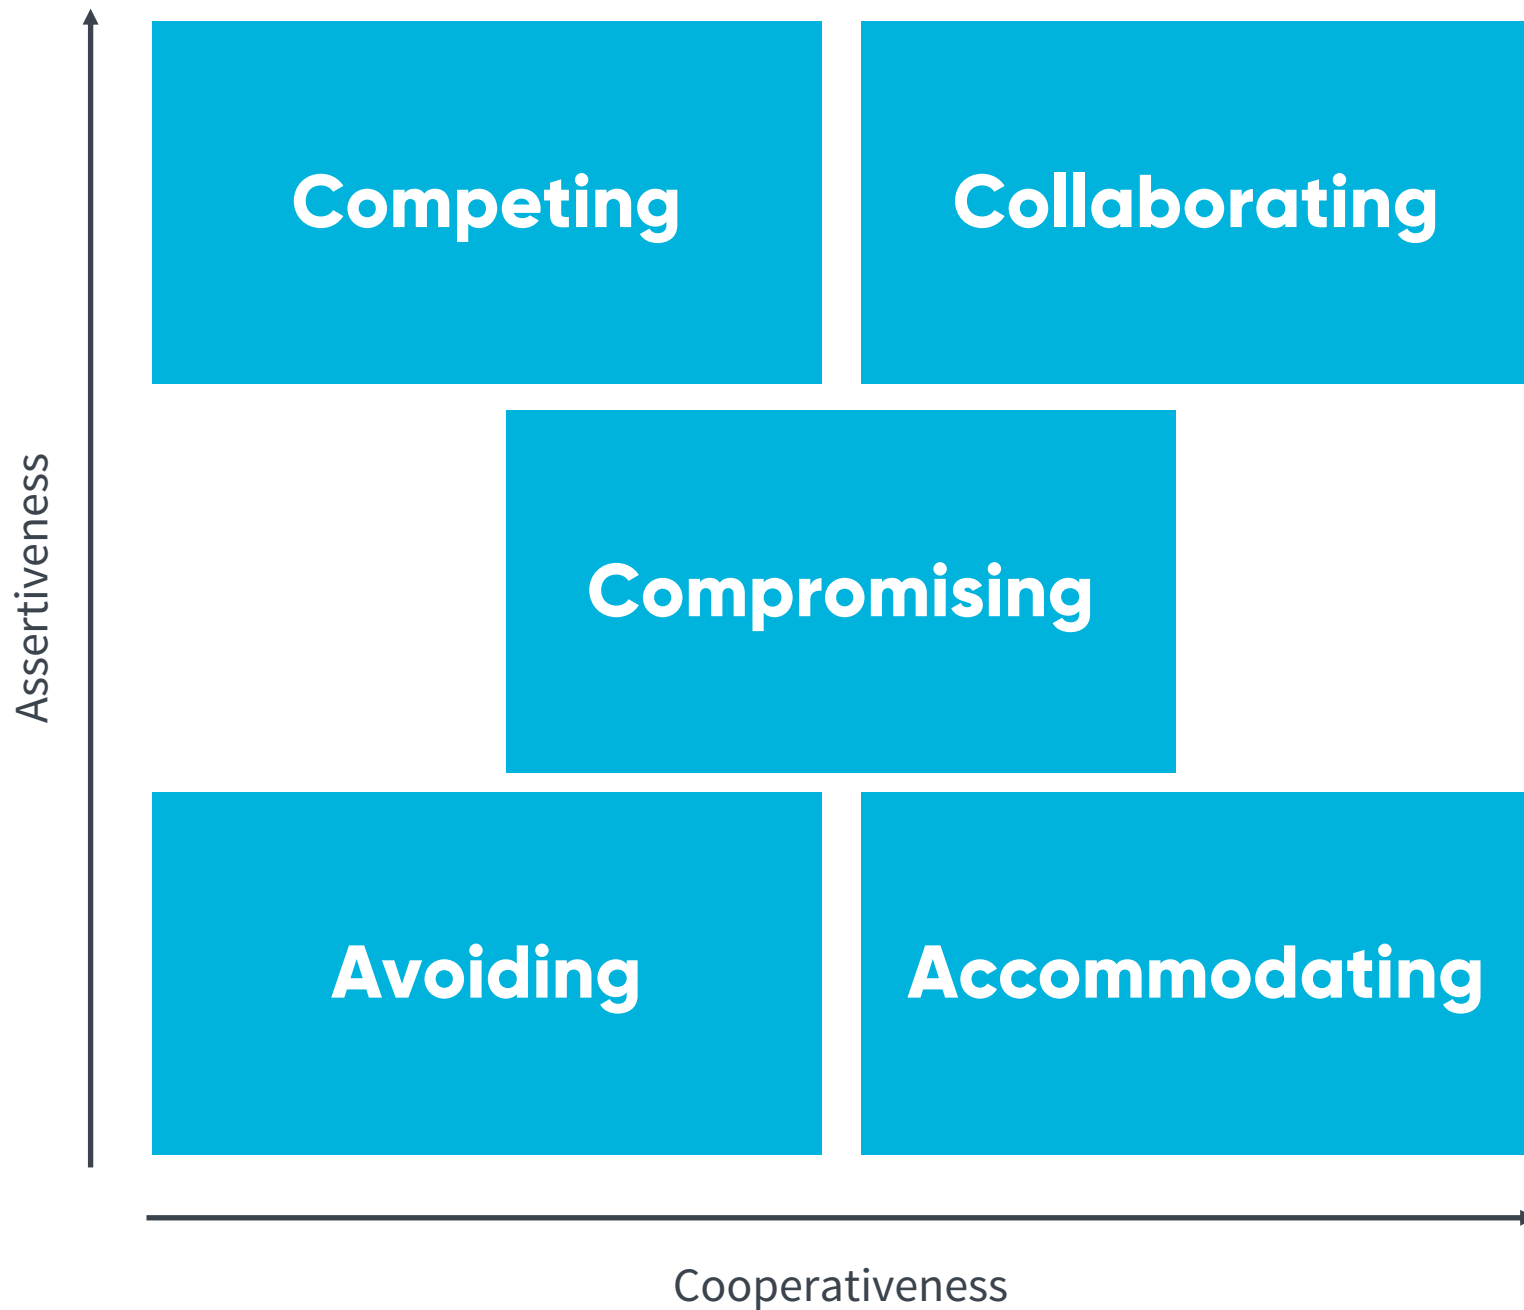 Competing
Collaborating
Assertiveness
Compromising
Avoiding
Accommodating
Cooperativeness